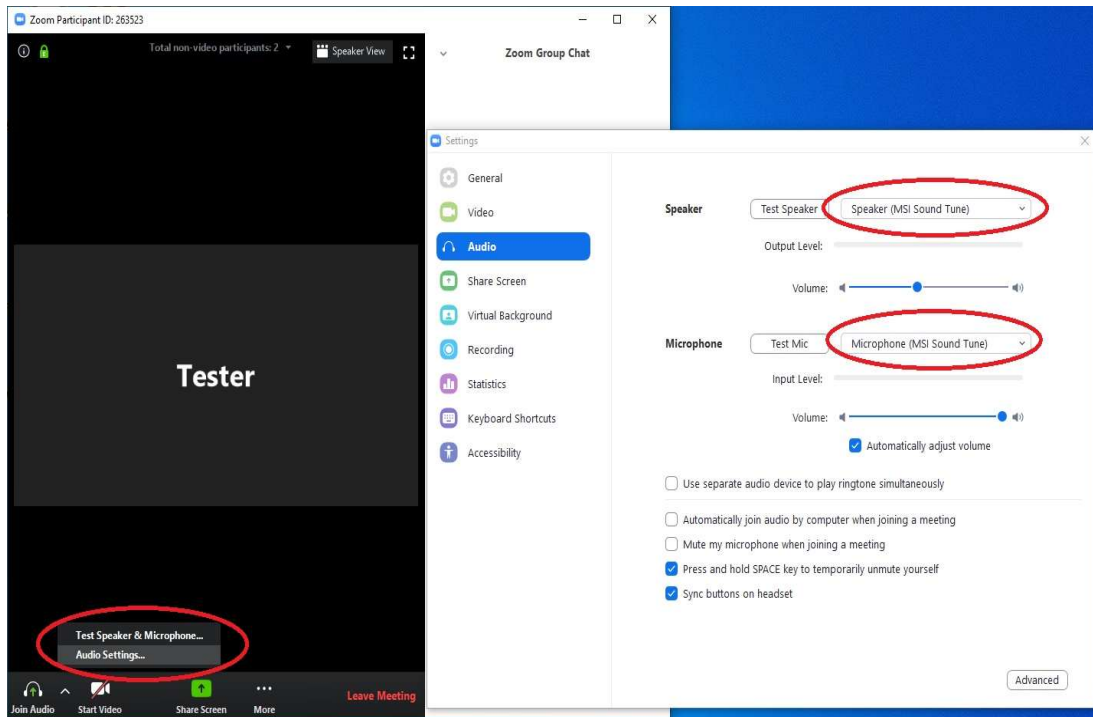 Zoom Participant ID: 263523
Total non-video participants: 2
Speaker View
Zoom Group Chat
Tester
Test Speaker & Microphone...
Audio Settings...
Join Audio
Start Video
Share Screen
More
Leave Meeting
Settings
General
Video
Audio
Share Screen
Virtual Background
Recording
Statistics
Keyboard Shortcuts
Accessibility
Speaker Test Speaker Speaker (MSI Sound Tune)
Output Level:
Volume:
Microphone Test Mic Microphone (MSI Sound Tune)
Input Level:
Volume:
Automatically adjust volume
Use separate audio device to play ringtone simultaneously
Automatically join audio by computer when joining a meeting
Mute my microphone when joining a meeting
Press and hold SPACE key to temporarily unmute yourself
Sync buttons on headset
Advanced